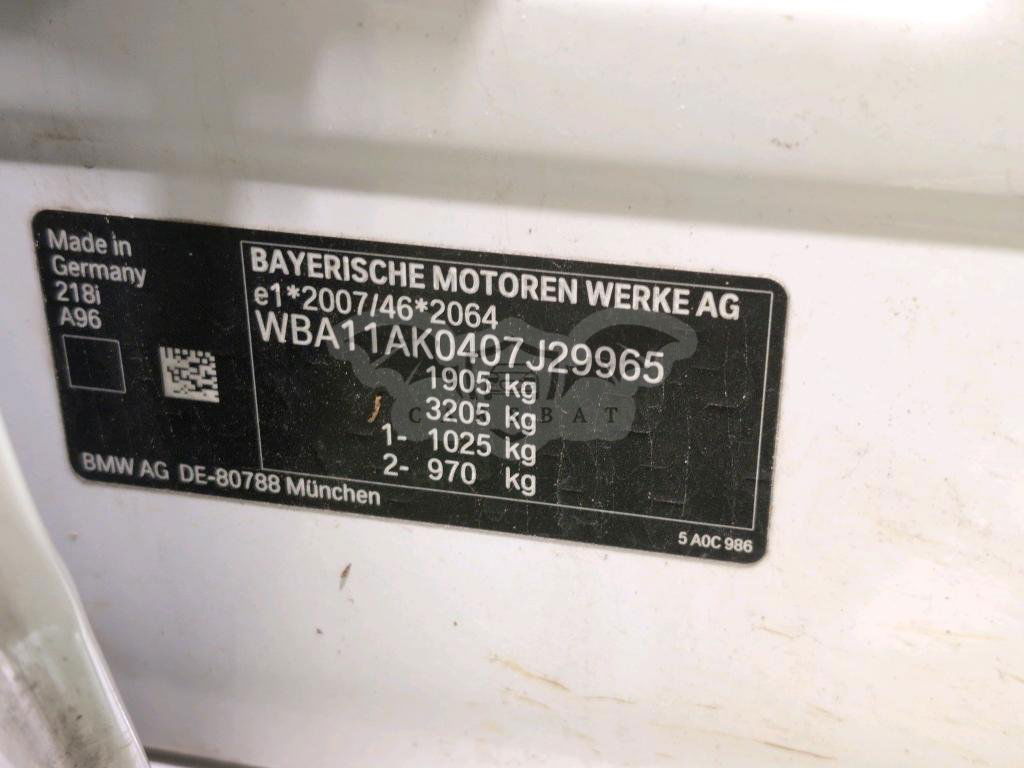 Made in
Germany
218i
A96
BAYERISCHE MOTOREN WERKE AG
e1*2007/46*2064
WBA11AK0407J29965
1905 kg
3205 kg
1- 1025 kg
2- 970 kg
BMW AG DE-80788 München
5 A0C 986